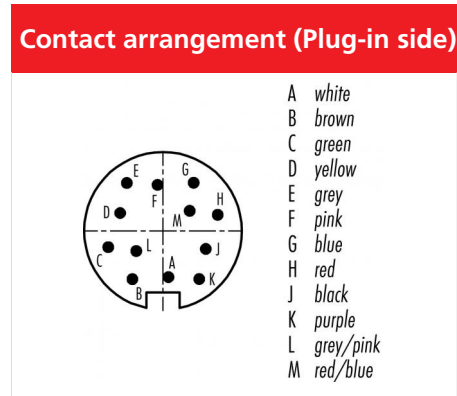 Contact arrangement (Plug-in side)
A white
B brown
C green
D yellow
E grey
F pink
G blue
H red
J black
K purple
L grey/pink
M red/blue
E
G
F
H
D
M
L
J
C
A
B
K